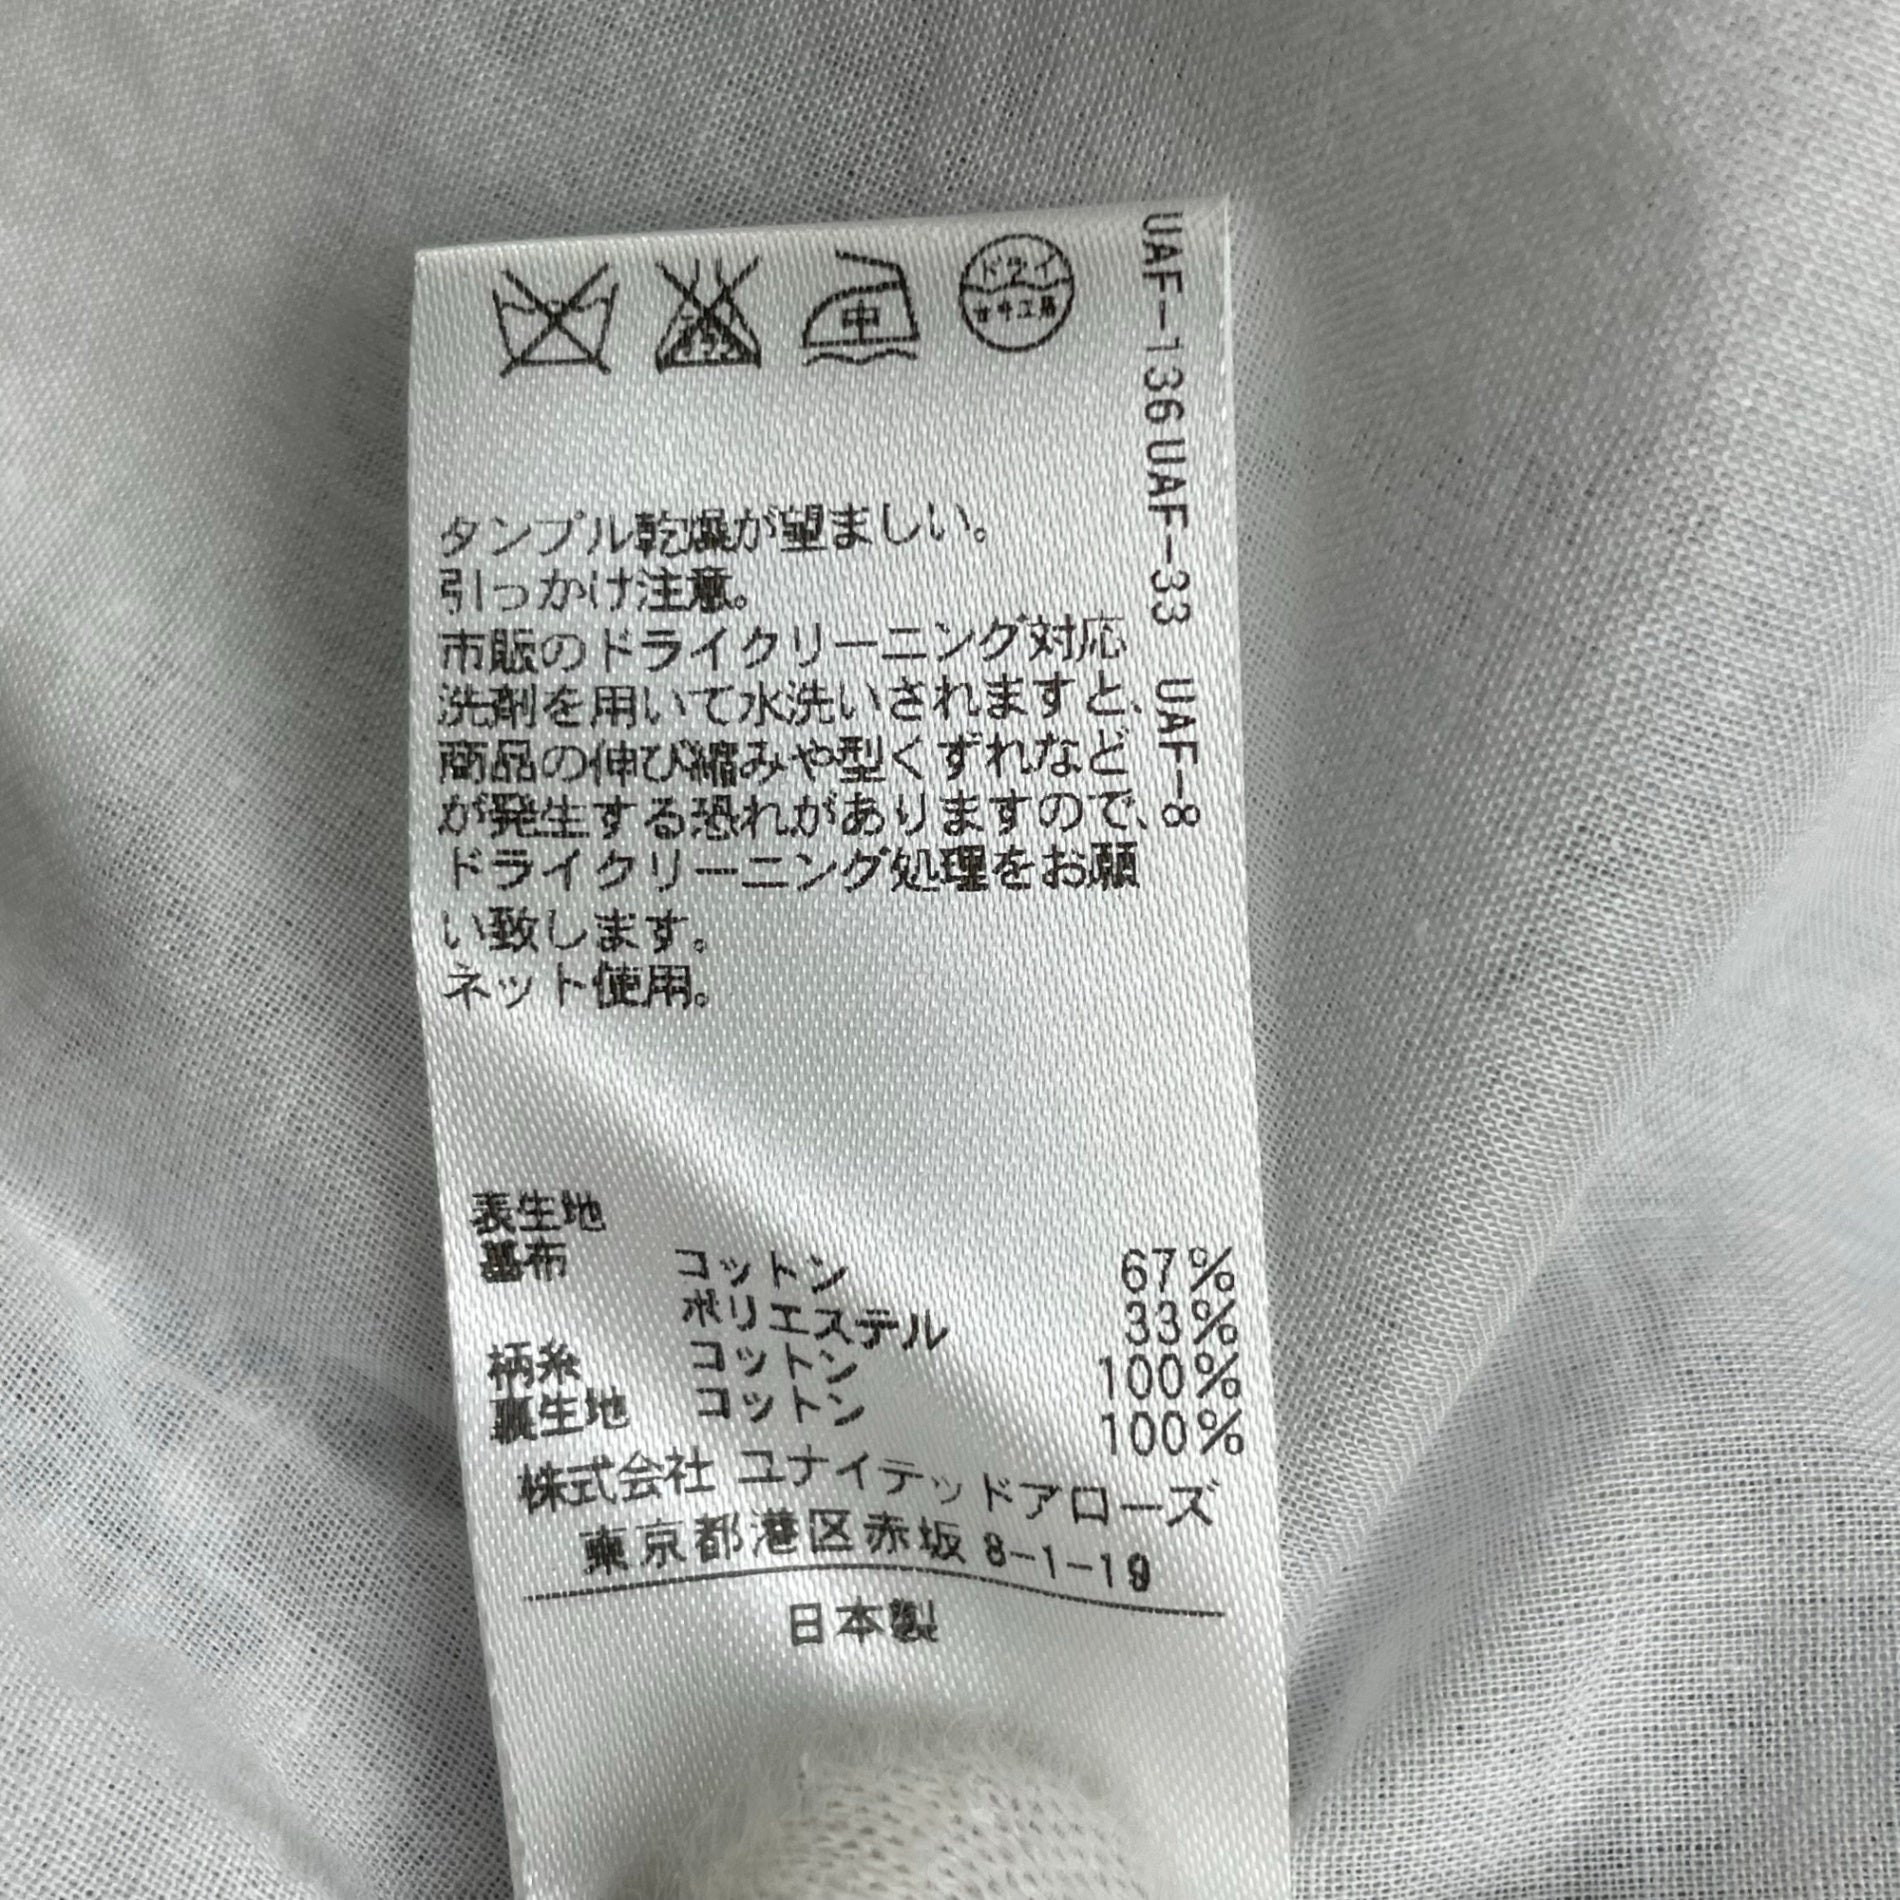 中
ドライ
セキユ系
タンブル乾燥が望ましい。
引っかけ注意。
市販のドライクリーニング対応
洗剤を用いて水洗いされますと、
商品の伸び縮みや型くずれなど
が発生する恐れがありますので、
ドライクリーニング処理をお願
い致します。
ネット使用。
UAF-136UAF-33 UAF-8
表生地
基布 コットン 67%
ポリエステル 33%
柄糸 コットン 100%
裏生地 コットン 100%
株式会社 ユナイテッドアローズ
東京都港区赤坂 8-1-19
日本製